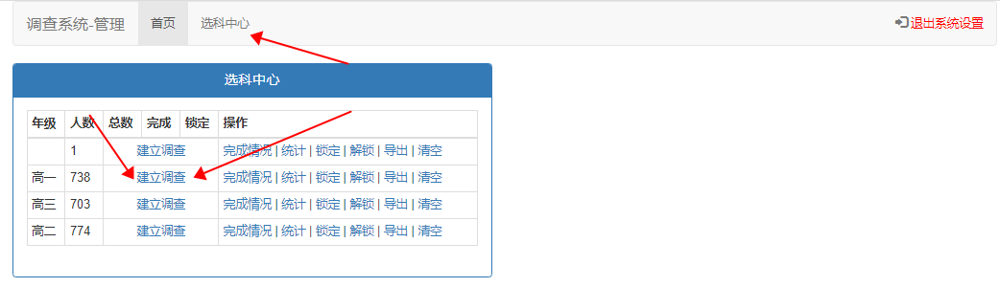 调查系统-管理 首页 选科中心 退出系统设置
选科中心
年级 人数 总数 完成 锁定 操作
1 建立调查 完成情况 | 统计 | 锁定 | 解锁 | 导出 | 清空
高一 738 建立调查 完成情况 | 统计 | 锁定 | 解锁 | 导出 | 清空
高三 703 建立调查 完成情况 | 统计 | 锁定 | 解锁 | 导出 | 清空
高二 774 建立调查 完成情况 | 统计 | 锁定 | 解锁 | 导出 | 清空